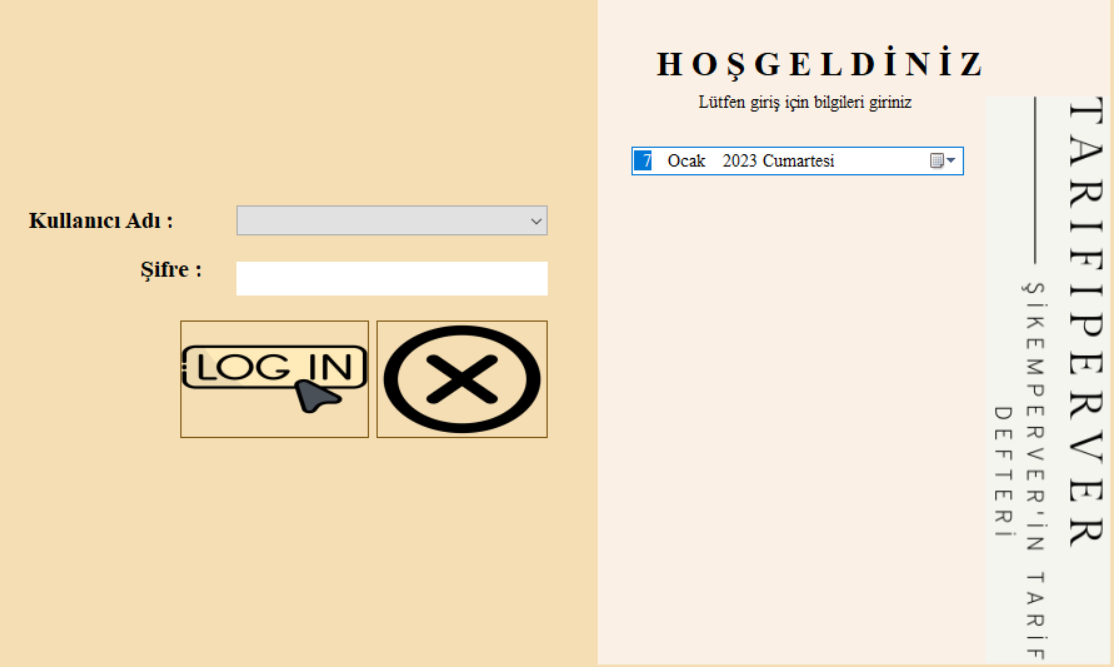 Kullanıcı Adı :
Şifre :
LOG IN
HOŞGELDİNİZ
Lütfen giriş için bilgileri giriniz
7 Ocak 2023 Cumartesi
TARIFIPERVER
ŞİKEMPERVER'İN TARİF
DEFTERİ